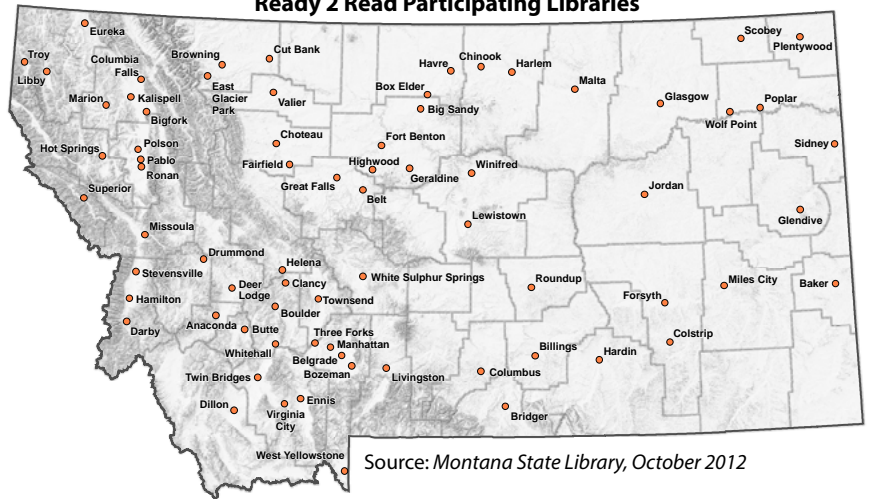 Ready 2 Read Participating Libraries
Eureka
Troy
Libby
Columbia
Falls
Browning
Cut Bank
East
Glacier
Park
Marion
Kalispell
Bigfork
Valier
Havre
Chinook
Harlem
Box Elder
Big Sandy
Malta
Scobey
Plentywood
Glasgow
Poplar
Wolf Point
Hot Springs
Polson
Pablo
Ronan
Choteau
Fairfield
Fort Benton
Highwood
Great Falls
Geraldine
Belt
Winifred
Sidney
Superior
Jordan
Glendive
Missoula
Lewistown
Drummond
Stevensville
Helena
Clancy
Deer
Lodge
White Sulphur Springs
Roundup
Miles City
Baker
Hamilton
Townsend
Boulder
Forsyth
Darby
Anaconda
Butte
Three Forks
Manhattan
Whitehall
Belgrade
Bozeman
Billings
Hardin
Colstrip
Twin Bridges
Livingston
Columbus
Dillon
Virginia
City
Ennis
Bridger
West Yellowstone
Source: Montana State Library, October 2012